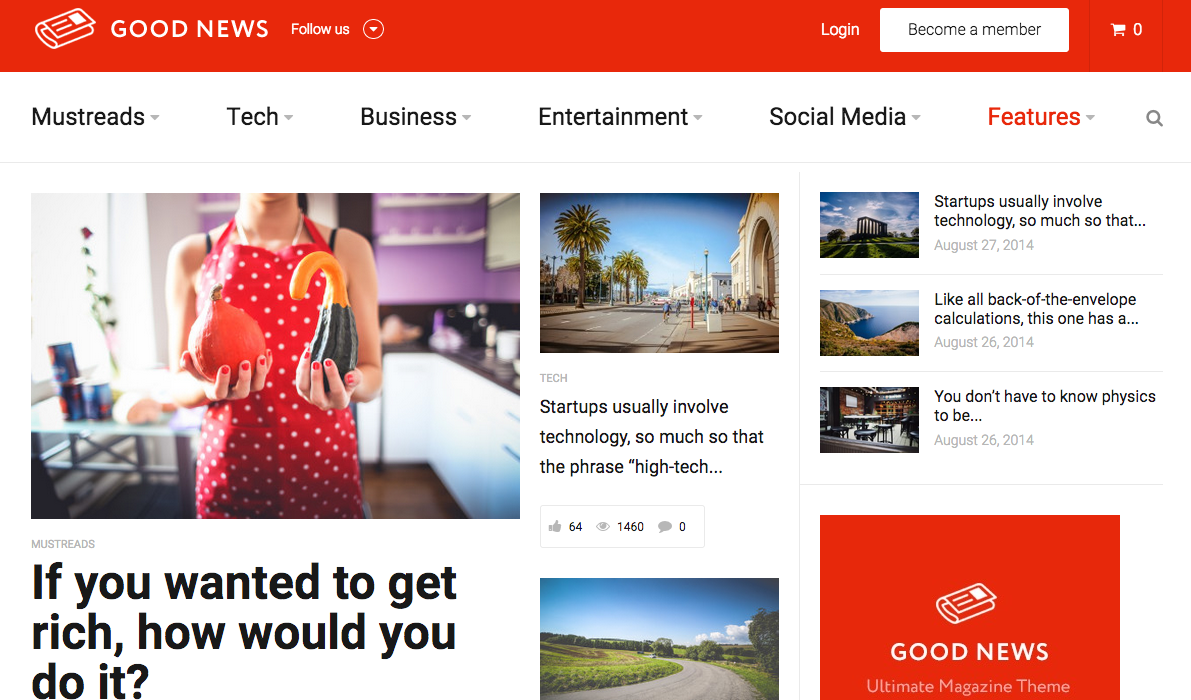 GOOD NEWS
Follow us
Login
Become a member
0
Mustreads
Tech
Business
Entertainment
Social Media
Features
MUSTREADS
If you wanted to get
rich, how would you
do it?
TECH
Startups usually involve
technology, so much so that
the phrase “high-tech...
64
1460
0
Startups usually involve
technology, so much so that...
August 27, 2014
Like all back-of-the-envelope
calculations, this one has a...
August 26, 2014
You don’t have to know physics
to be...
August 26, 2014
GOOD NEWS
Ultimate Magazine Theme